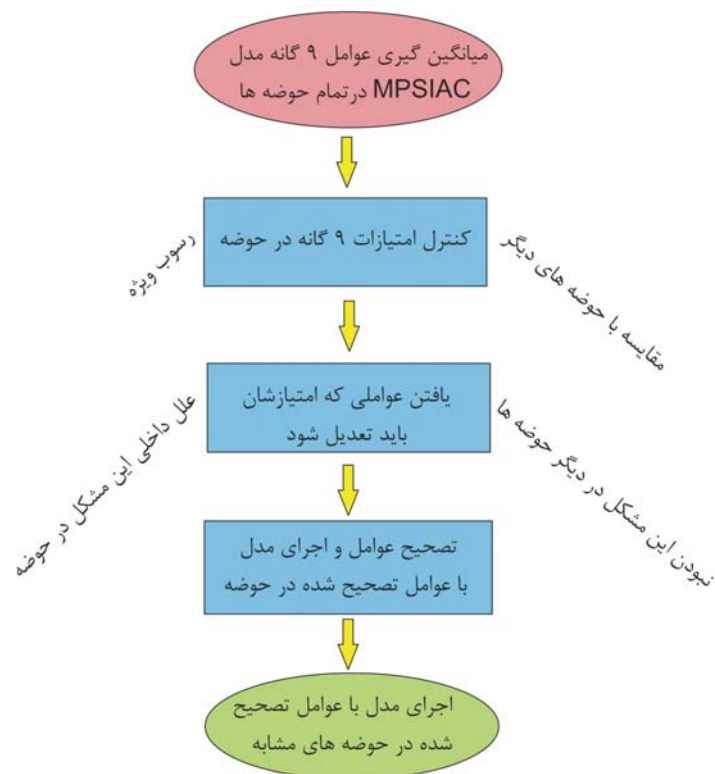 میانگین گیری عوامل ۹ گانه مدل
MPSIAC درتمام حوضه ها
کنترل امتیازات ۹ گانه در حوضه
مقایسه با حوضه های دیگر
رسوب ویژه
یافتن عواملی که امتیازشان
باید تعدیل شود
نبودن این مشکل در دیگر حوضه ها
علل داخلی این مشکل در حوضه
تصحیح عوامل و اجرای مدل
با عوامل تصحیح شده در حوضه
اجرای مدل با عوامل تصحیح
شده در حوضه های مشابه